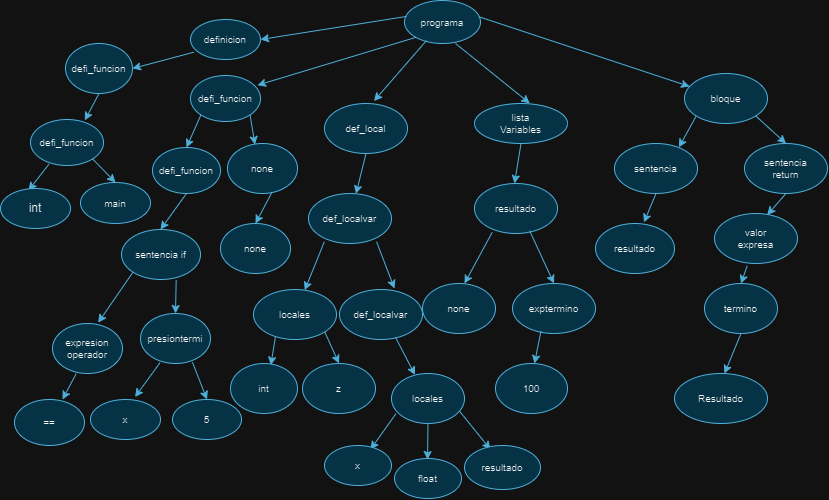 programa
definicion
defi_funcion
defi_funcion
bloque
lista
Variables
def_local
defi_funcion
defi_funcion
none
sentencia
sentencia
return
int
main
resultado
def_localvar
none
resultado
valor
expresa
sentencia if
locales
def_localvar
none
exptermino
termino
expresion
operador
presiontermi
int
z
100
locales
Resultado
==
x
5
x
float
resultado